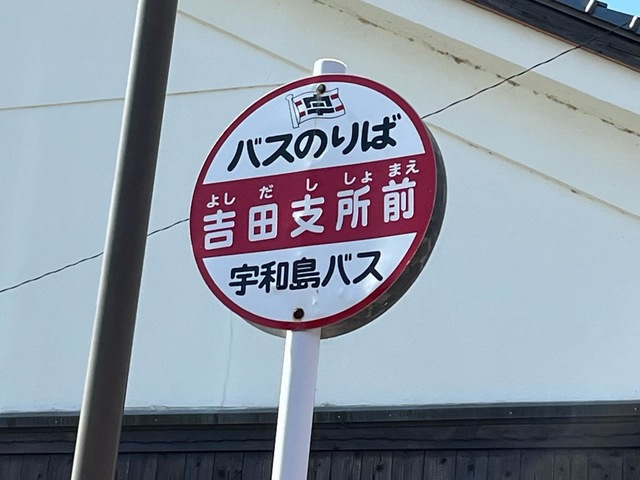 バスのりば
よし だ し しょ まえ
吉田支所前
宇和島バス